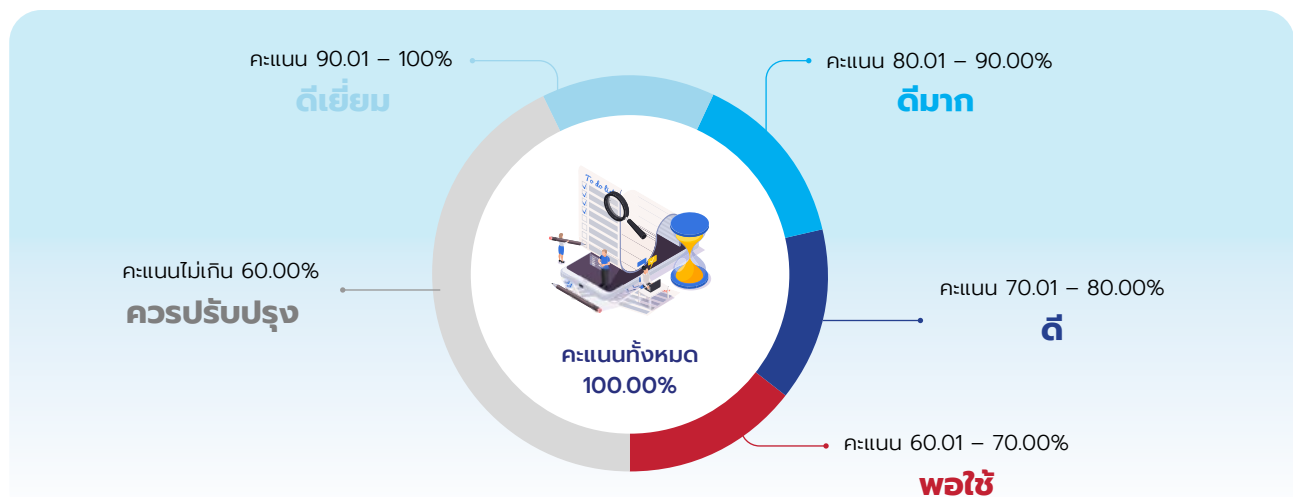 คะแนน 90.01 – 100%
ดีเยี่ยม
คะแนน 80.01 – 90.00%
ดีมาก
To do list
คะแนนไม่เกิน 60.00%
ควรปรับปรุง
คะแนน 70.01 – 80.00%
ดี
คะแนนทั้งหมด
100.00%
คะแนน 60.01 – 70.00%
พอใช้